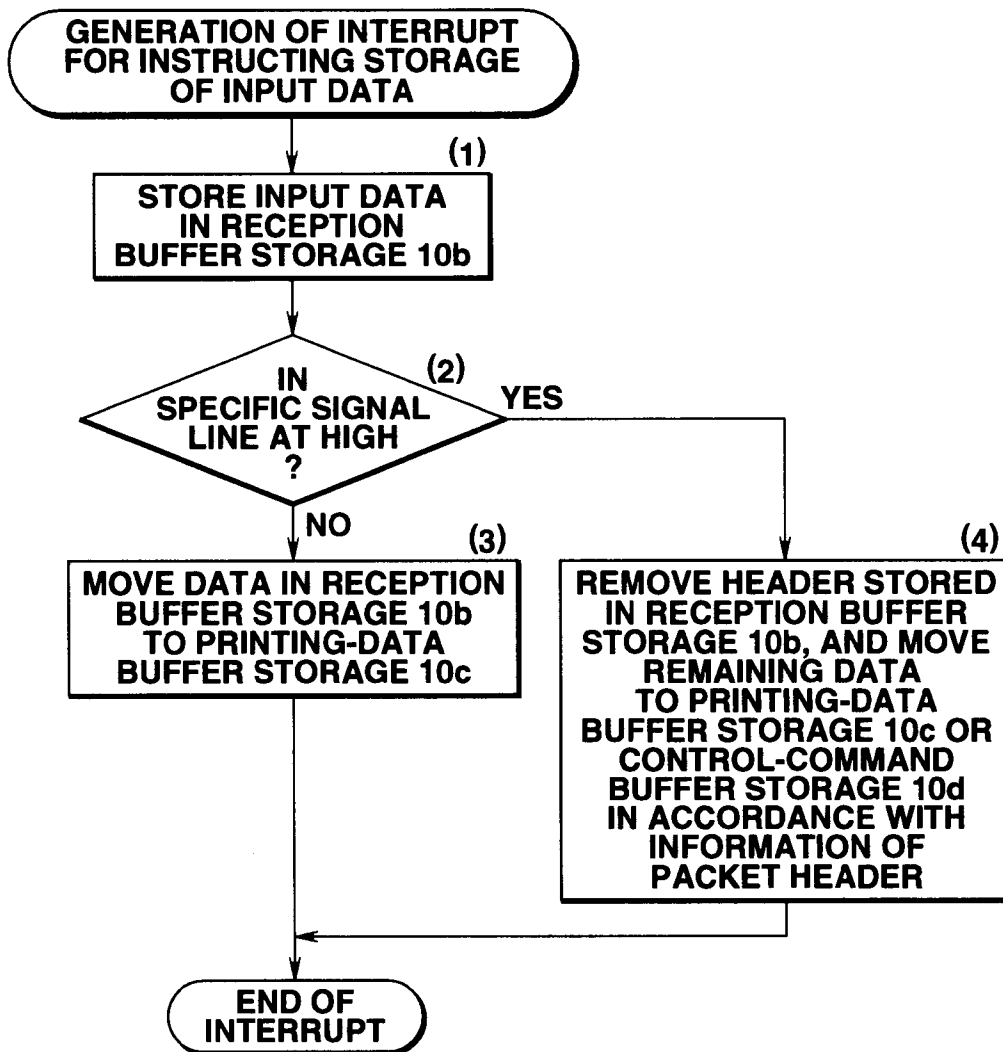 GENERATION OF INTERRUPT
FOR INSTRUCTING STORAGE
OF INPUT DATA
(1)
STORE INPUT DATA
IN RECEPTION
BUFFER STORAGE 10b
(2)
IN
SPECIFIC SIGNAL
LINE AT HIGH
?
YES
NO
(3)
MOVE DATA IN RECEPTION
BUFFER STORAGE 10b
TO PRINTING-DATA
BUFFER STORAGE 10c
(4)
REMOVE HEADER STORED
IN RECEPTION BUFFER
STORAGE 10b, AND MOVE
REMAINING DATA
TO PRINTING-DATA
BUFFER STORAGE 10c OR
CONTROL-COMMAND
BUFFER STORAGE 10d
IN ACCORDANCE WITH
INFORMATION OF
PACKET HEADER
END OF
INTERRUPT